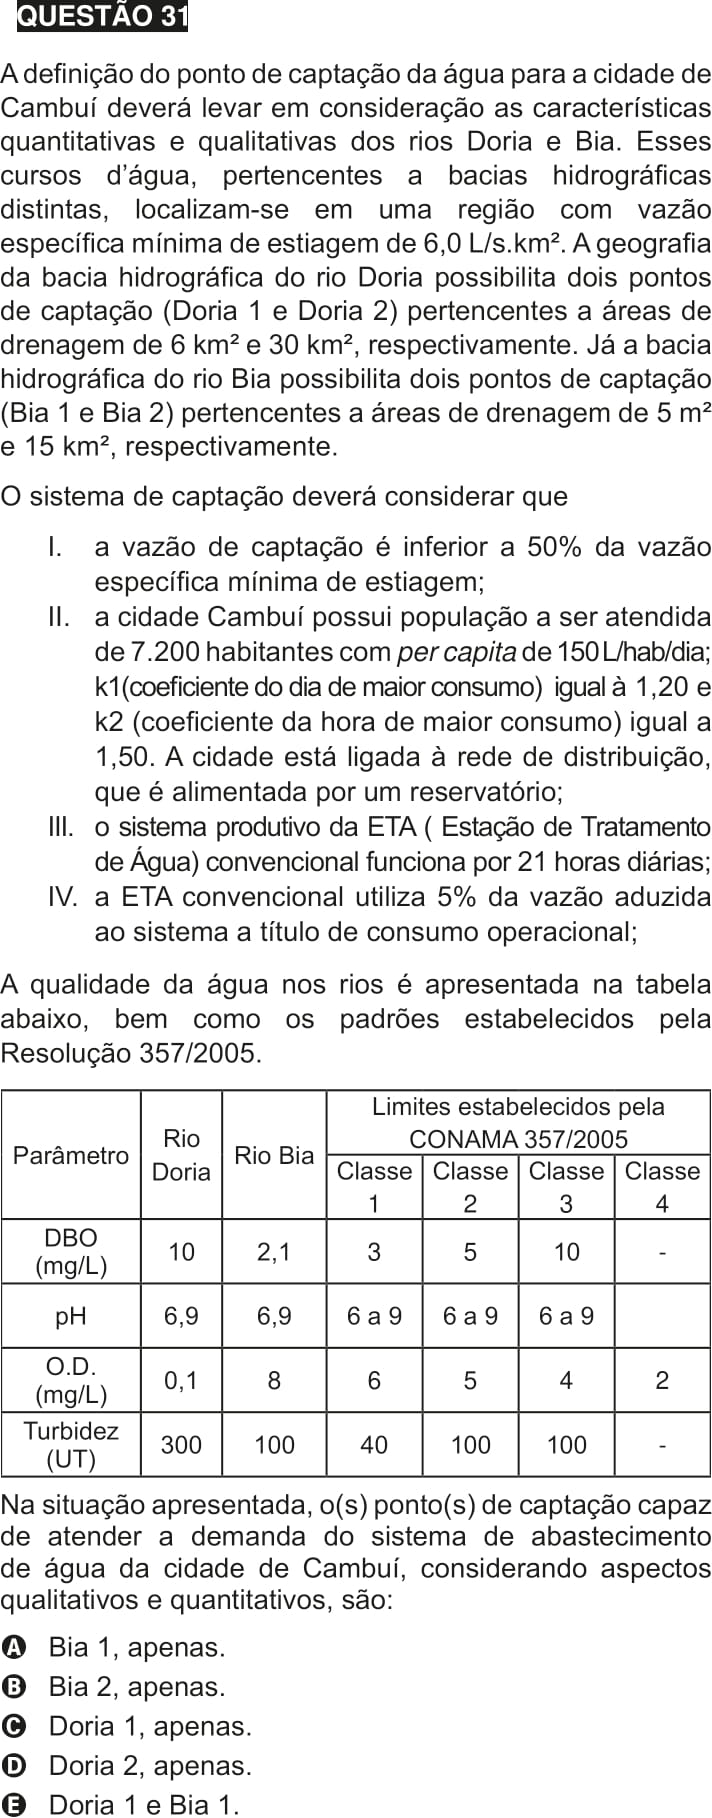 QUESTÃO 31
A definição do ponto de captação da água para a cidade de
Cambuí deverá levar em consideração as características
quantitativas e qualitativas dos rios Doria e Bia. Esses
cursos d’água, pertencentes a bacias hidrográficas
distintas, localizam-se em uma região com vazão
específica mínima de estiagem de 6,0 L/s.km². A geografia
da bacia hidrográfica do rio Doria possibilita dois pontos
de captação (Doria 1 e Doria 2) pertencentes a áreas de
drenagem de 6 km² e 30 km², respectivamente. Já a bacia
hidrográfica do rio Bia possibilita dois pontos de captação
(Bia 1 e Bia 2) pertencentes a áreas de drenagem de 5 m²
e 15 km², respectivamente.
O sistema de captação deverá considerar que
I. a vazão de captação é inferior a 50% da vazão
específica mínima de estiagem;
II. a cidade Cambuí possui população a ser atendida
de 7.200 habitantes com per capita de 150 L/hab/dia;
k1(coeficiente do dia de maior consumo) igual à 1,20 e
k2 (coeficiente da hora de maior consumo) igual a
1,50. A cidade está ligada à rede de distribuição,
que é alimentada por um reservatório;
III. o sistema produtivo da ETA ( Estação de Tratamento
de Água) convencional funciona por 21 horas diárias;
IV. a ETA convencional utiliza 5% da vazão aduzida
ao sistema a título de consumo operacional;
A qualidade da água nos rios é apresentada na tabela
abaixo, bem como os padrões estabelecidos pela
Resolução 357/2005.
Parâmetro Rio Doria Rio Bia Limites estabelecidos pela
CONAMA 357/2005
Classe 1 Classe 2 Classe 3 Classe 4
DBO (mg/L) 10 2,1 3 5 10 -
pH 6,9 6,9 6 a 9 6 a 9 6 a 9
O.D. (mg/L) 0,1 8 6 5 4 2
Turbidez (UT) 300 100 40 100 100 -
Na situação apresentada, o(s) ponto(s) de captação capaz
de atender a demanda do sistema de abastecimento
de água da cidade de Cambuí, considerando aspectos
qualitativos e quantitativos, são:
A Bia 1, apenas.
B Bia 2, apenas.
C Doria 1, apenas.
D Doria 2, apenas.
E Doria 1 e Bia 1.